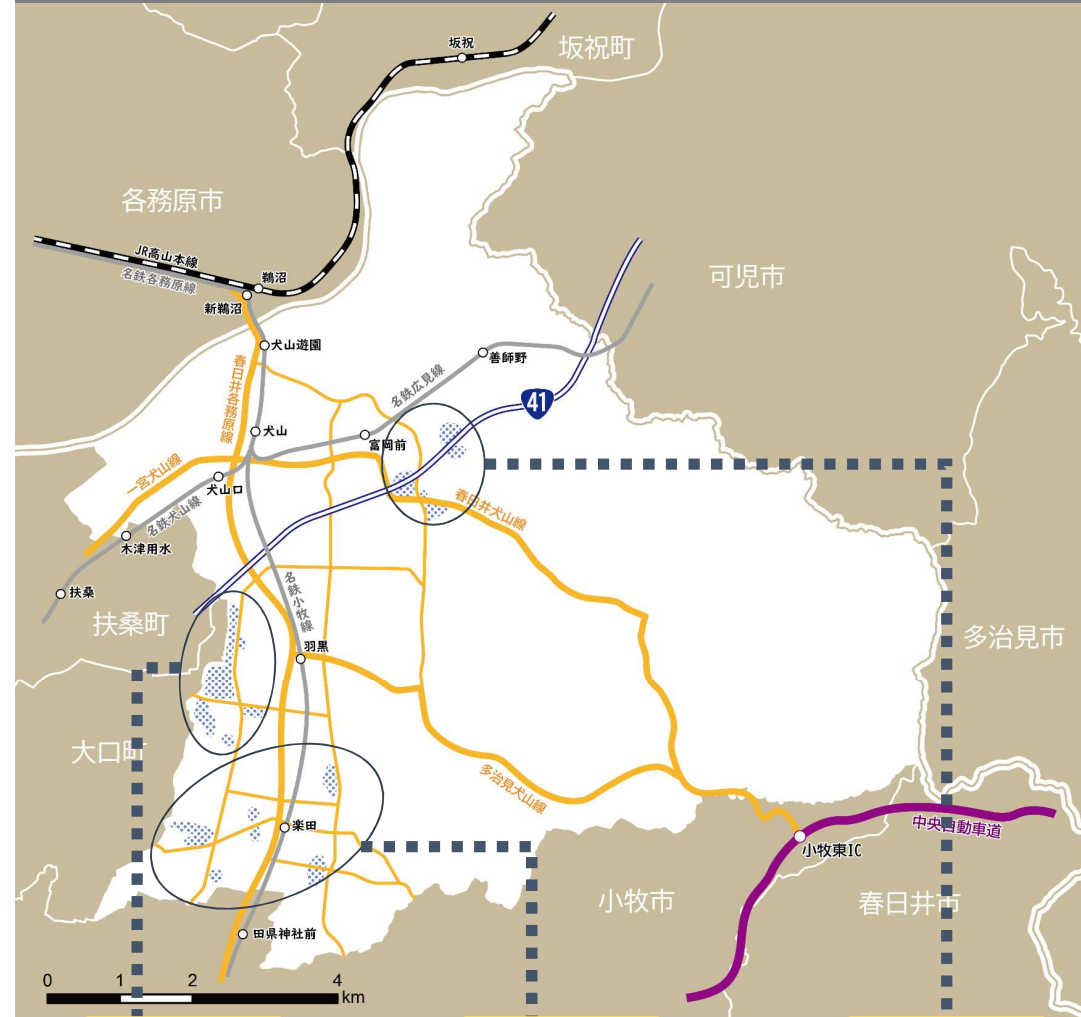 坂祝
坂祝町
各務原市
JR高山本線
名鉄各務原線
鵜沼
新鵜沼
可児市
犬山遊園
善師野
春日井各務原線
名鉄広見線
41
犬山
富岡前
一宮犬山線
犬山口
名鉄犬山線
春日井犬山線
木津用水
扶桑
名鉄小牧線
扶桑町
羽黒
多治見市
大口町
多治見犬山線
楽田
中央自動車道
小牧東IC
小牧市
春日井市
田県神社前
0 1 2 4
km